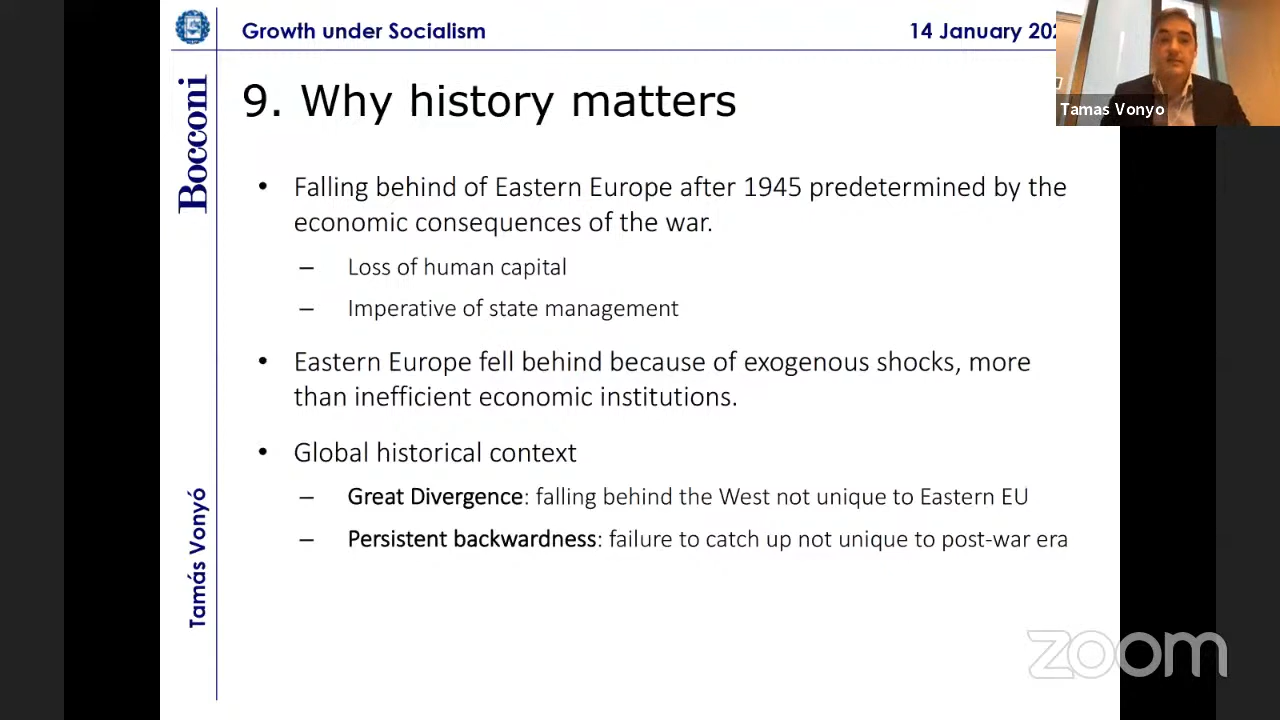 Growth under Socialism
14 January 202
Tamas Vonyo
Bocconi
9. Why history matters
• Falling behind of Eastern Europe after 1945 predetermined by the
economic consequences of the war.
– Loss of human capital
– Imperative of state management
• Eastern Europe fell behind because of exogenous shocks, more
than inefficient economic institutions.
• Global historical context
– Great Divergence: falling behind the West not unique to Eastern EU
– Persistent backwardness: failure to catch up not unique to post-war era
Tamás Vonyó
zoom